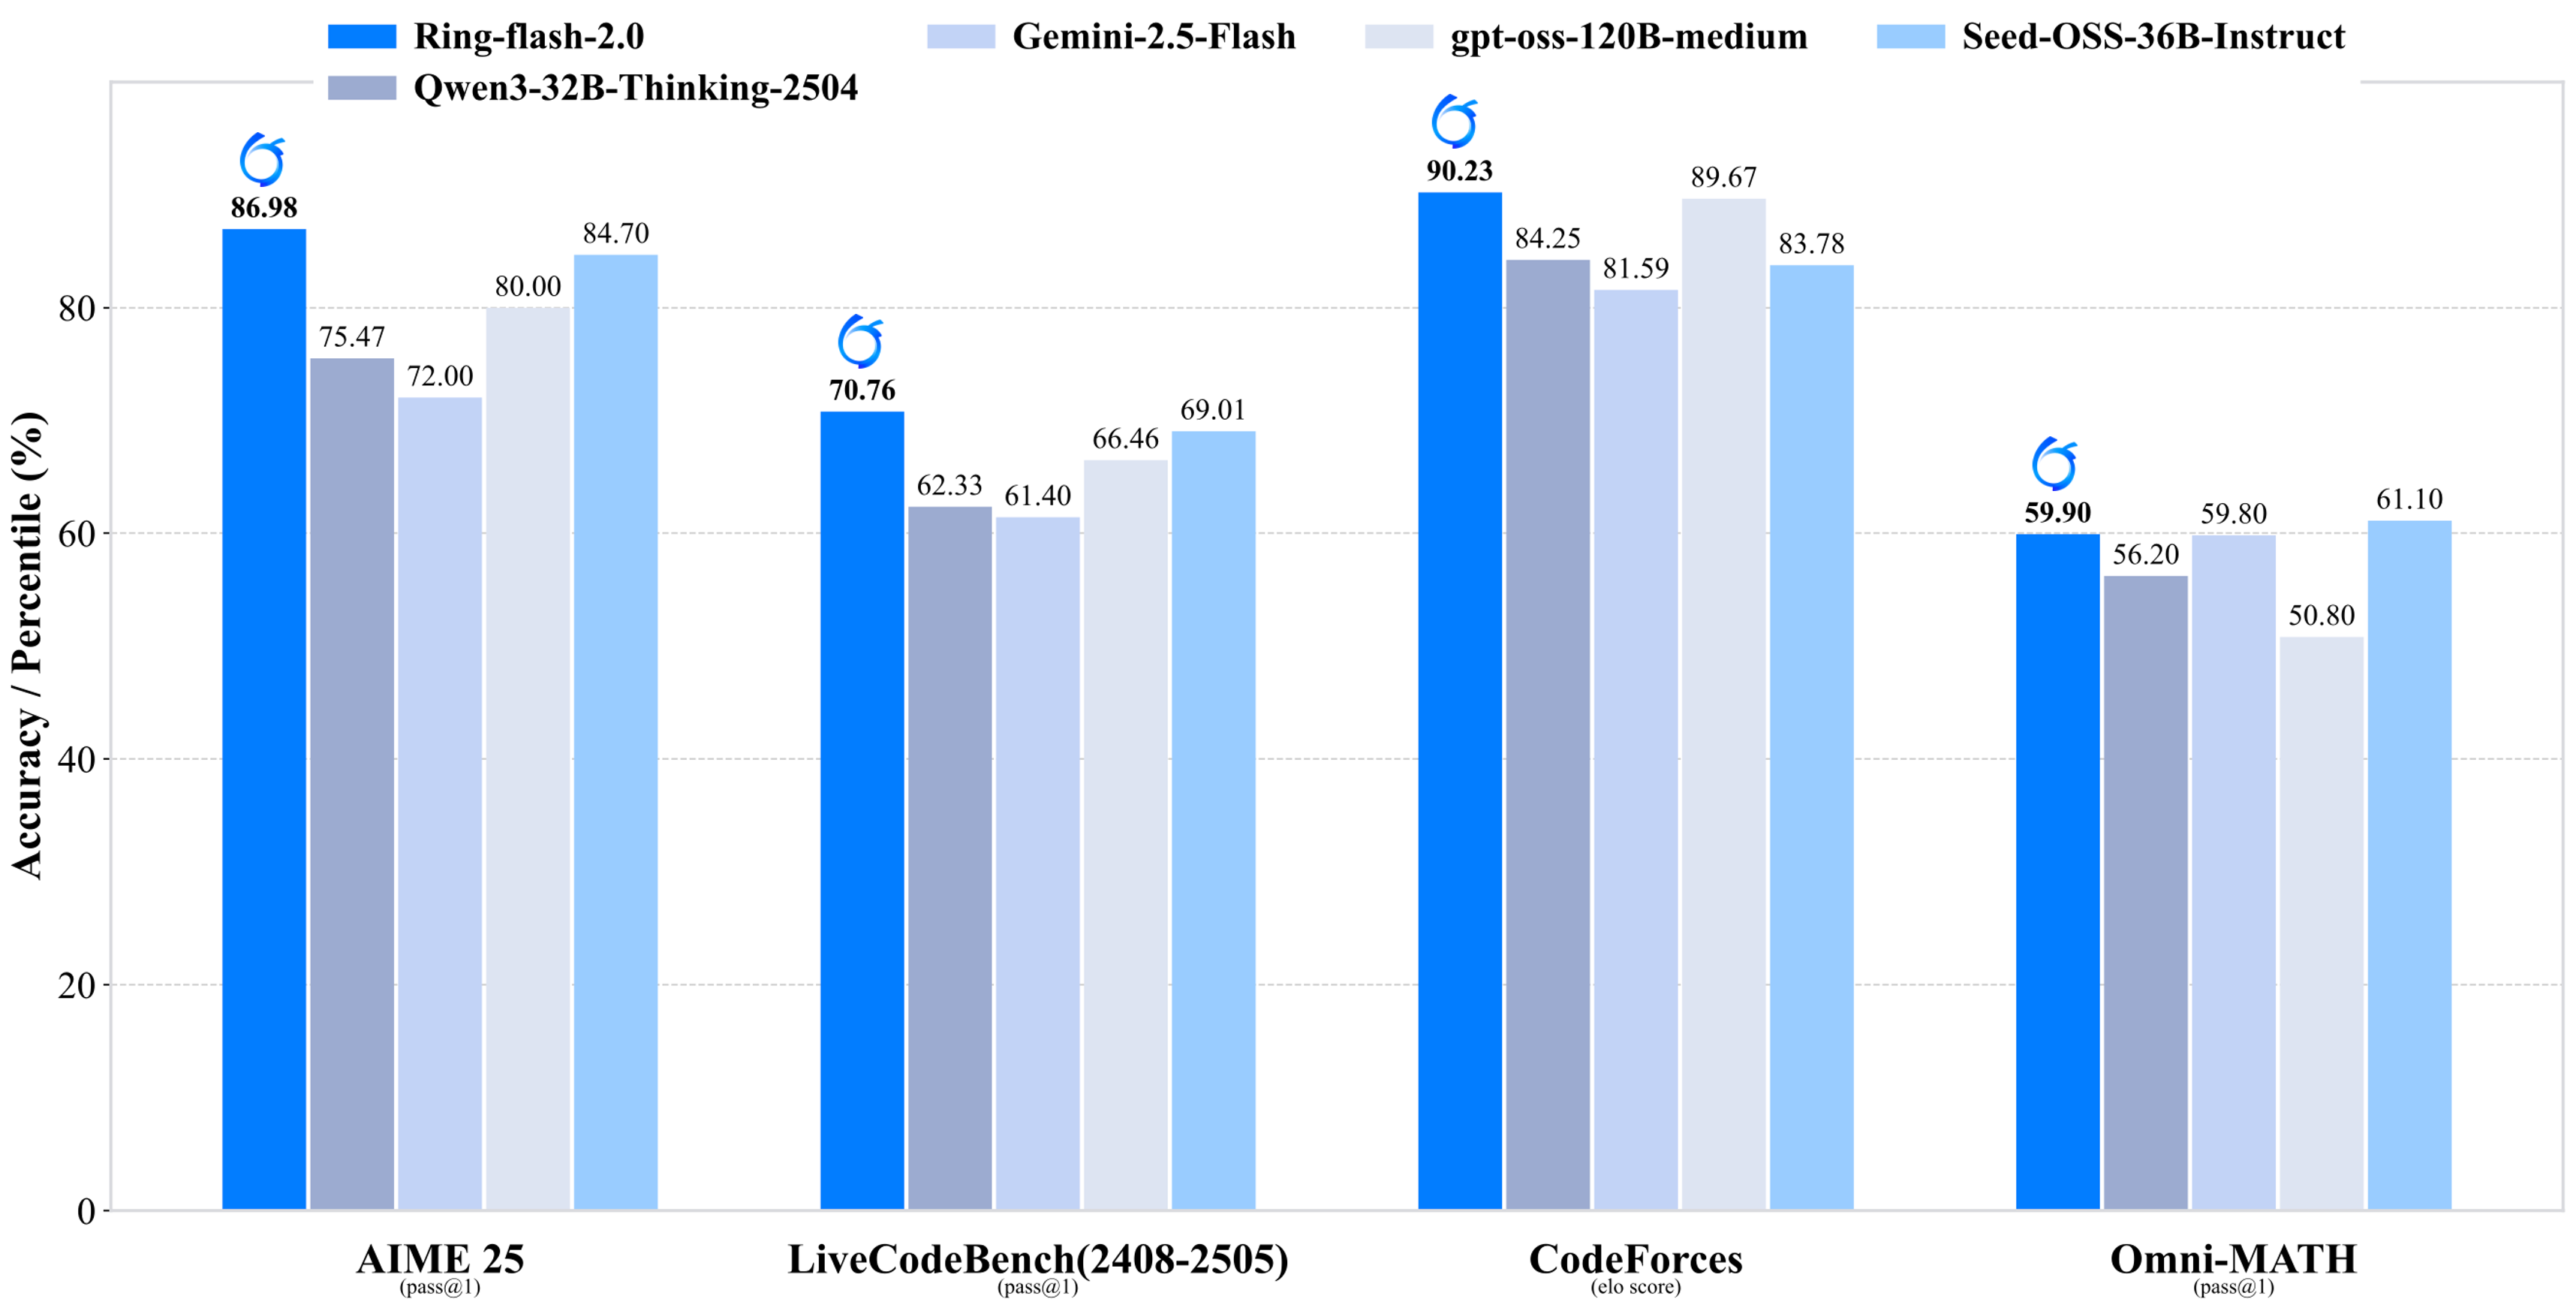 Ring-flash-2.0
Qwen3-32B-Thinking-2504
Gemini-2.5-Flash
gpt-oss-120B-medium
Seed-OSS-36B-Instruct
Accuracy / Percentile (%)
80
60
40
20
0
86.98
75.47
72.00
80.00
84.70
70.76
62.33
61.40
66.46
69.01
90.23
84.25
81.59
89.67
83.78
59.90
56.20
59.80
50.80
61.10
AIME 25
(pass@1)
LiveCodeBench(2408-2505)
(pass@1)
CodeForces
(elo score)
Omni-MATH
(pass@1)